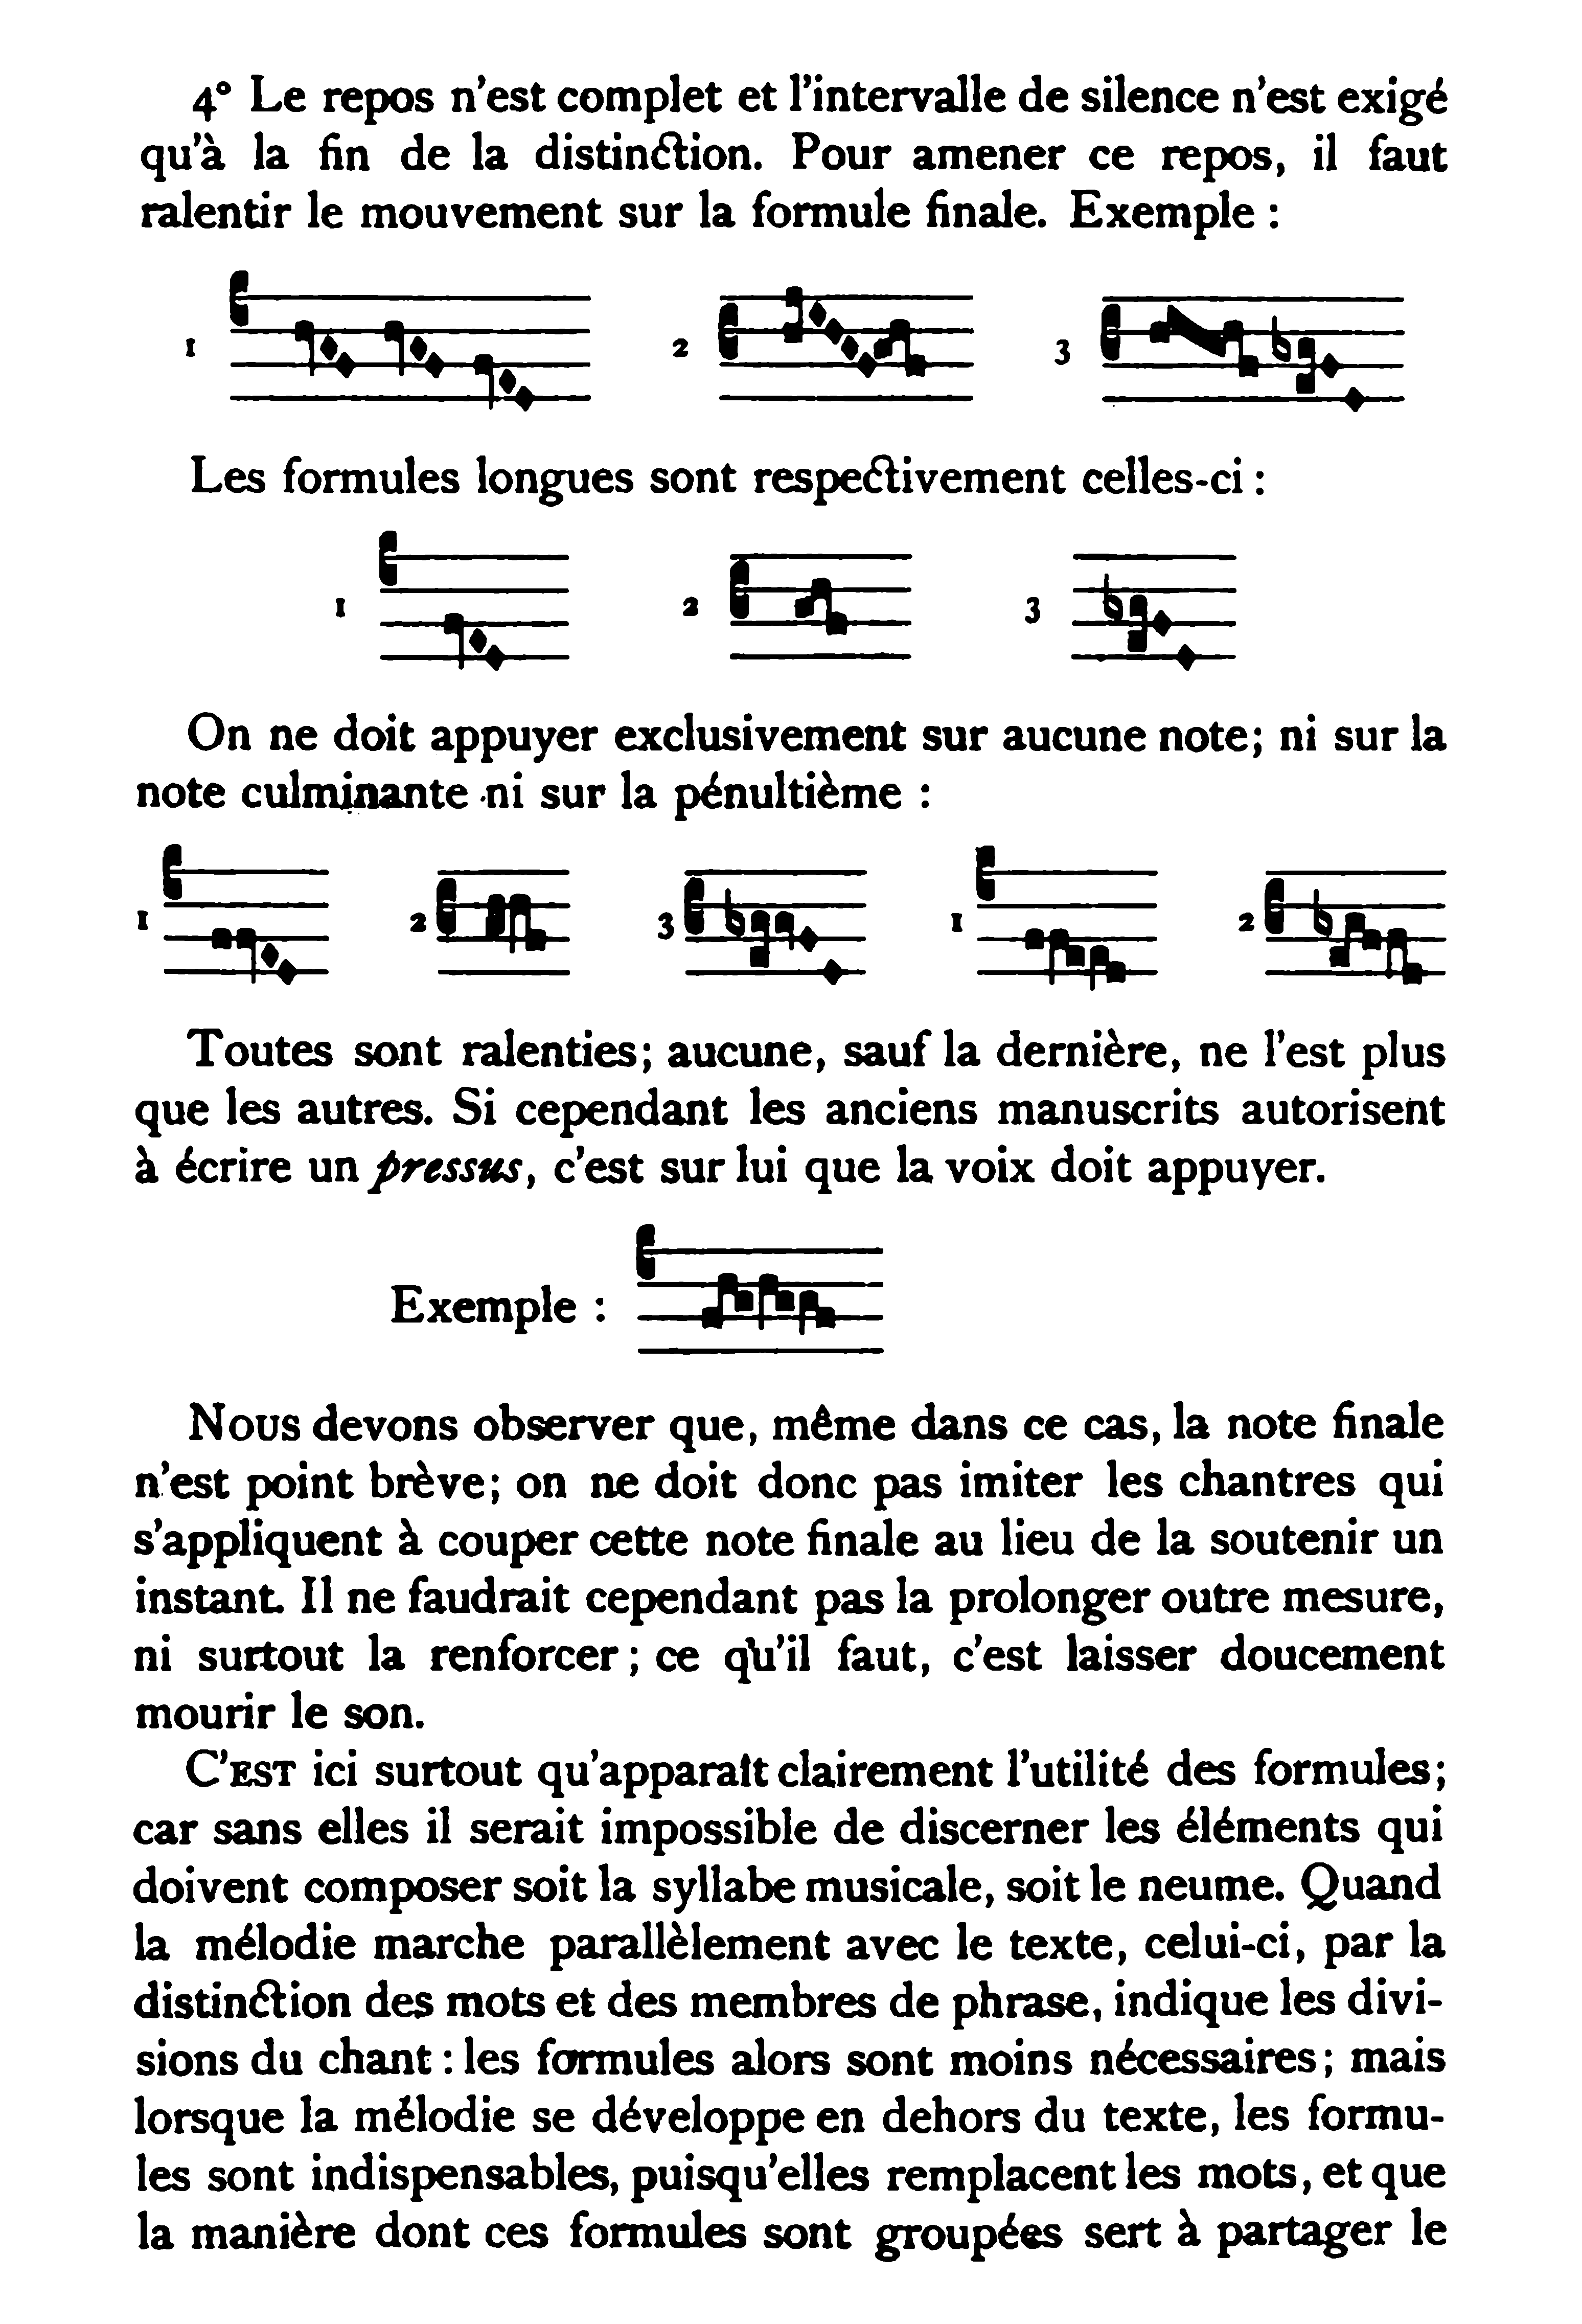 4° Le repos n'est complet et l'intervalle de silence n'est exigé
qu'à la fin de la distinction. Pour amener ce repos, il faut
ralentir le mouvement sur la formule finale. Exemple :
1 2 3
Les formules longues sont respectivement celles-ci :
1 2 3
On ne doit appuyer exclusivement sur aucune note; ni sur la
note culminante ni sur la pénultième :
1 2 3 1 2
Toutes sont ralenties; aucune, sauf la dernière, ne l'est plus
que les autres. Si cependant les anciens manuscrits autorisent
à écrire un pressus, c'est sur lui que la voix doit appuyer.
Exemple :
Nous devons observer que, même dans ce cas, la note finale
n'est point brève; on ne doit donc pas imiter les chantres qui
s'appliquent à couper cette note finale au lieu de la soutenir un
instant. Il ne faudrait cependant pas la prolonger outre mesure,
ni surtout la renforcer; ce qu'il faut, c'est laisser doucement
mourir le son.
C'EST ici surtout qu'apparaît clairement l'utilité des formules;
car sans elles il serait impossible de discerner les éléments qui
doivent composer soit la syllabe musicale, soit le neume. Quand
la mélodie marche parallèlement avec le texte, celui-ci, par la
distinction des mots et des membres de phrase, indique les divi-
sions du chant : les formules alors sont moins nécessaires; mais
lorsque la mélodie se développe en dehors du texte, les formu-
les sont indispensables, puisqu'elles remplacent les mots, et que
la manière dont ces formules sont groupées sert à partager le